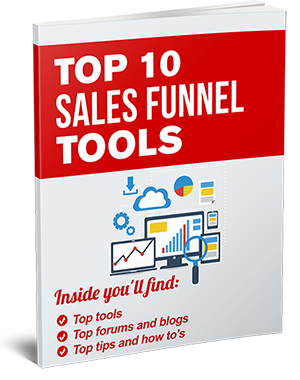 TOP 10
SALES FUNNEL
TOOLS
Inside you'll find:
Top tools
Top forums and blogs
Top tips and how to's